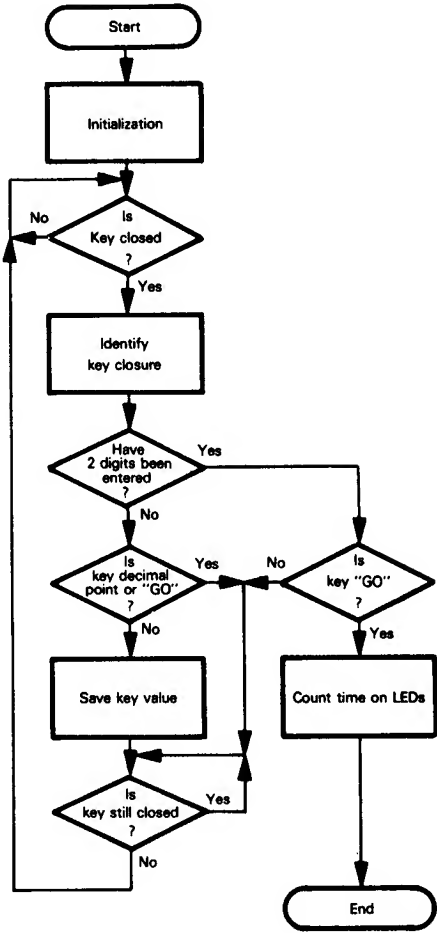 Start
Initialization
No
Is
Key closed
?
Yes
Identify
key closure
Have
2 digits been
entered
?
Yes
No
Is
key decimal
point or "GO"
?
Yes
No
No
Is
key "GO"
?
Yes
Save key value
Count time on LEDs
Is
key still closed
?
Yes
No
End